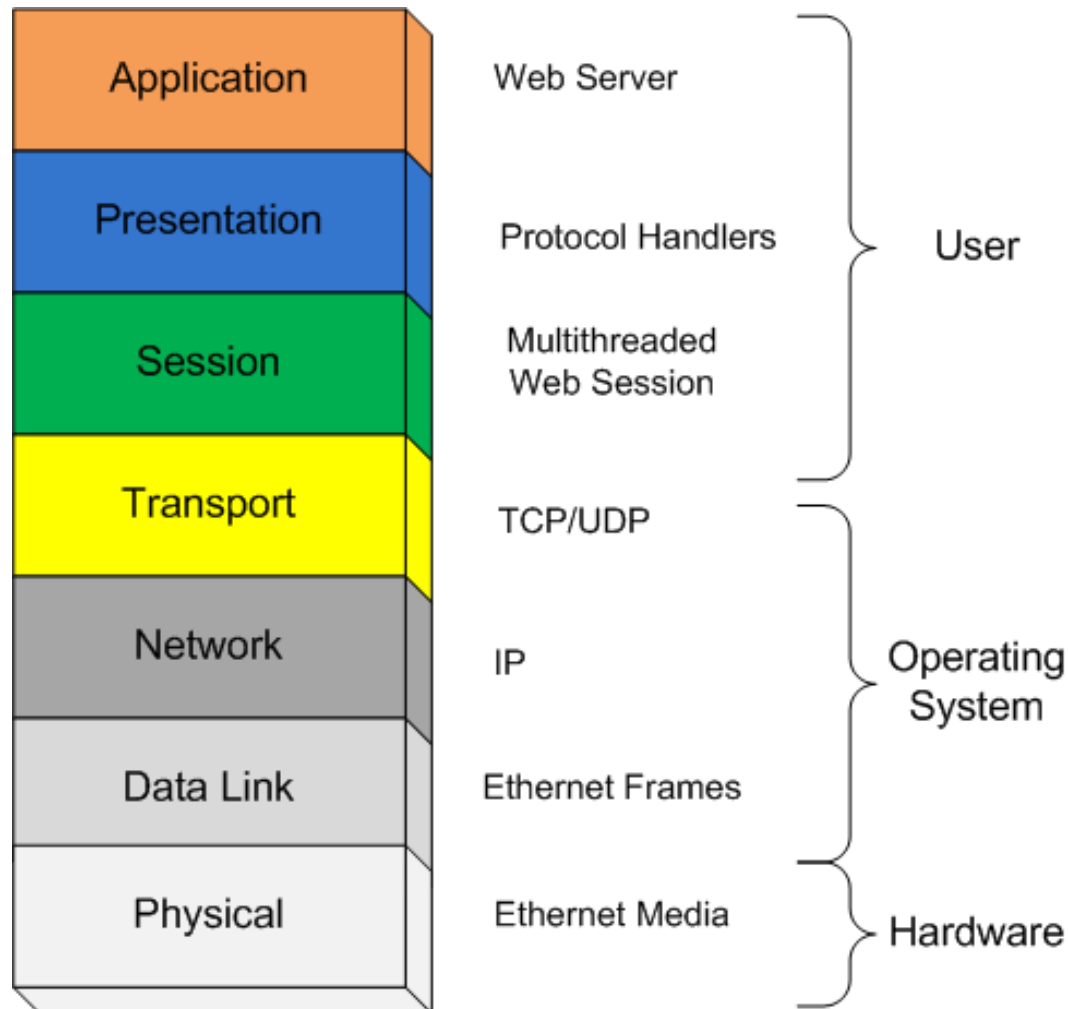 Application
Web Server
Presentation
Protocol Handlers
User
Session
Multithreaded
Web Session
Transport
TCP/UDP
Network
IP
Operating
System
Data Link
Ethernet Frames
Physical
Ethernet Media
Hardware